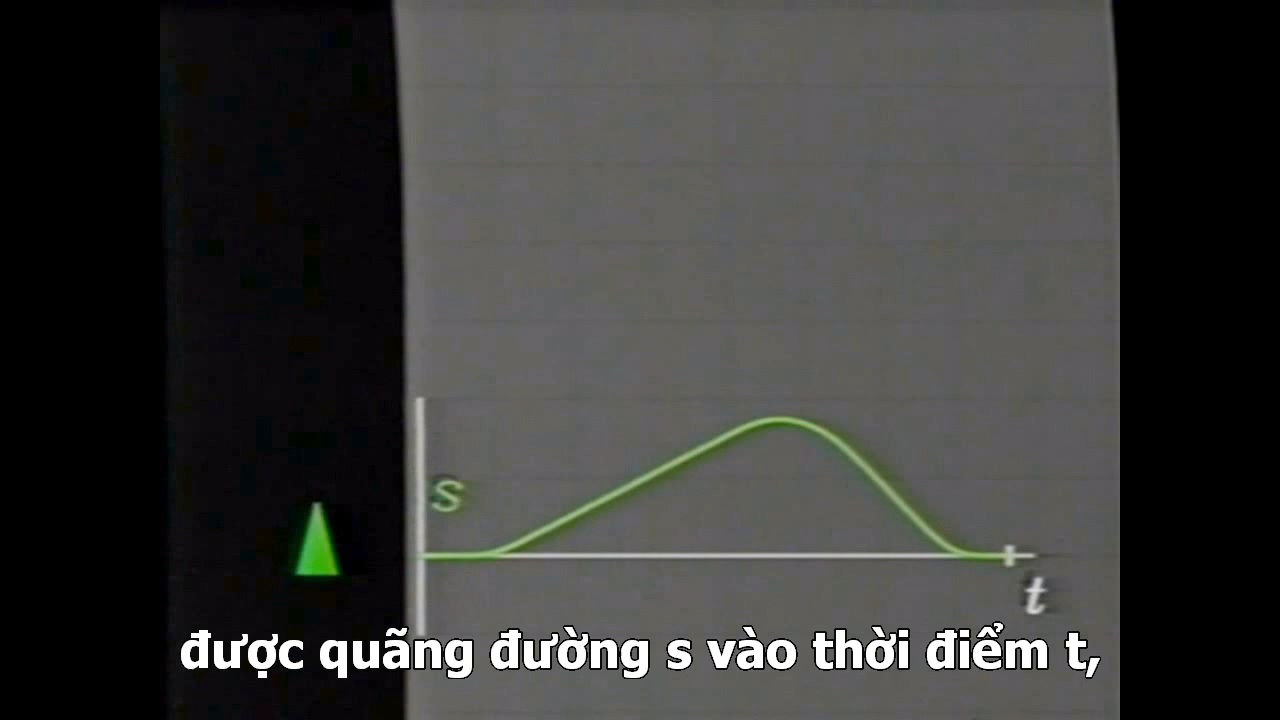 s
t
được quãng đường s vào thời điểm t,